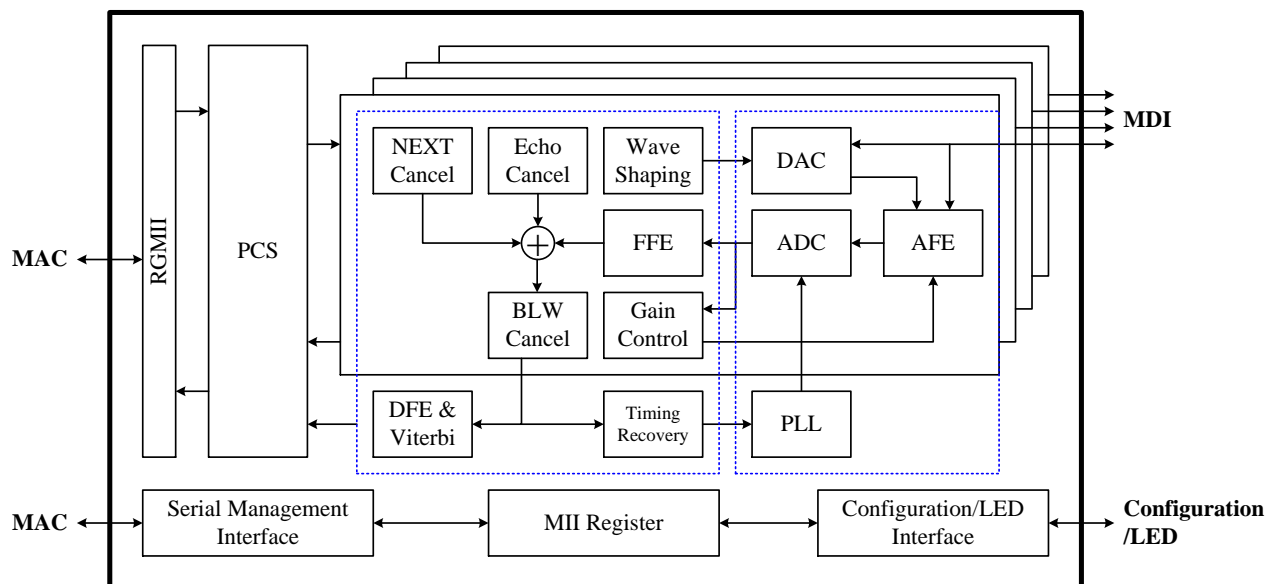 NEXT
Cancel
Echo
Cancel
Wave
Shaping
DAC
MDI
MAC
RGMII
PCS
FFE
ADC
AFE
BLW
Cancel
Gain
Control
DFE &
Viterbi
Timing
Recovery
PLL
MAC
Serial Management
Interface
MII Register
Configuration/LED
Interface
Configuration
/LED